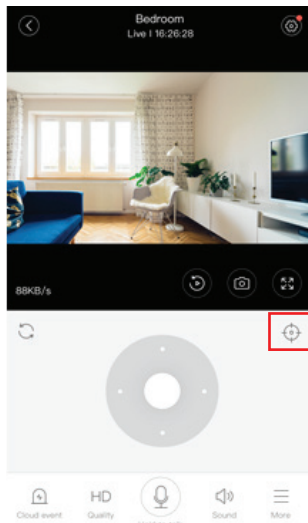 Bedroom
Live | 16:26:28
88KB/s
HD
Cloud event
Quality
Sound
More